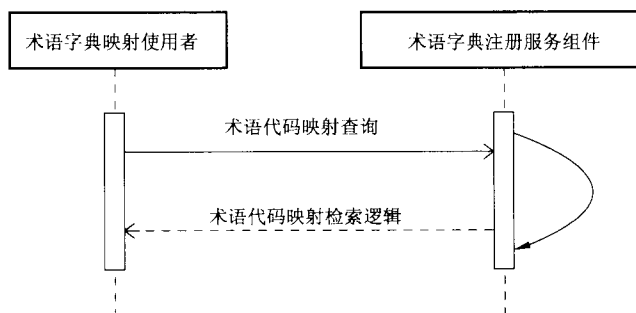 术语字典映射使用者
术语字典注册服务组件
术语代码映射查询
术语代码映射检索逻辑